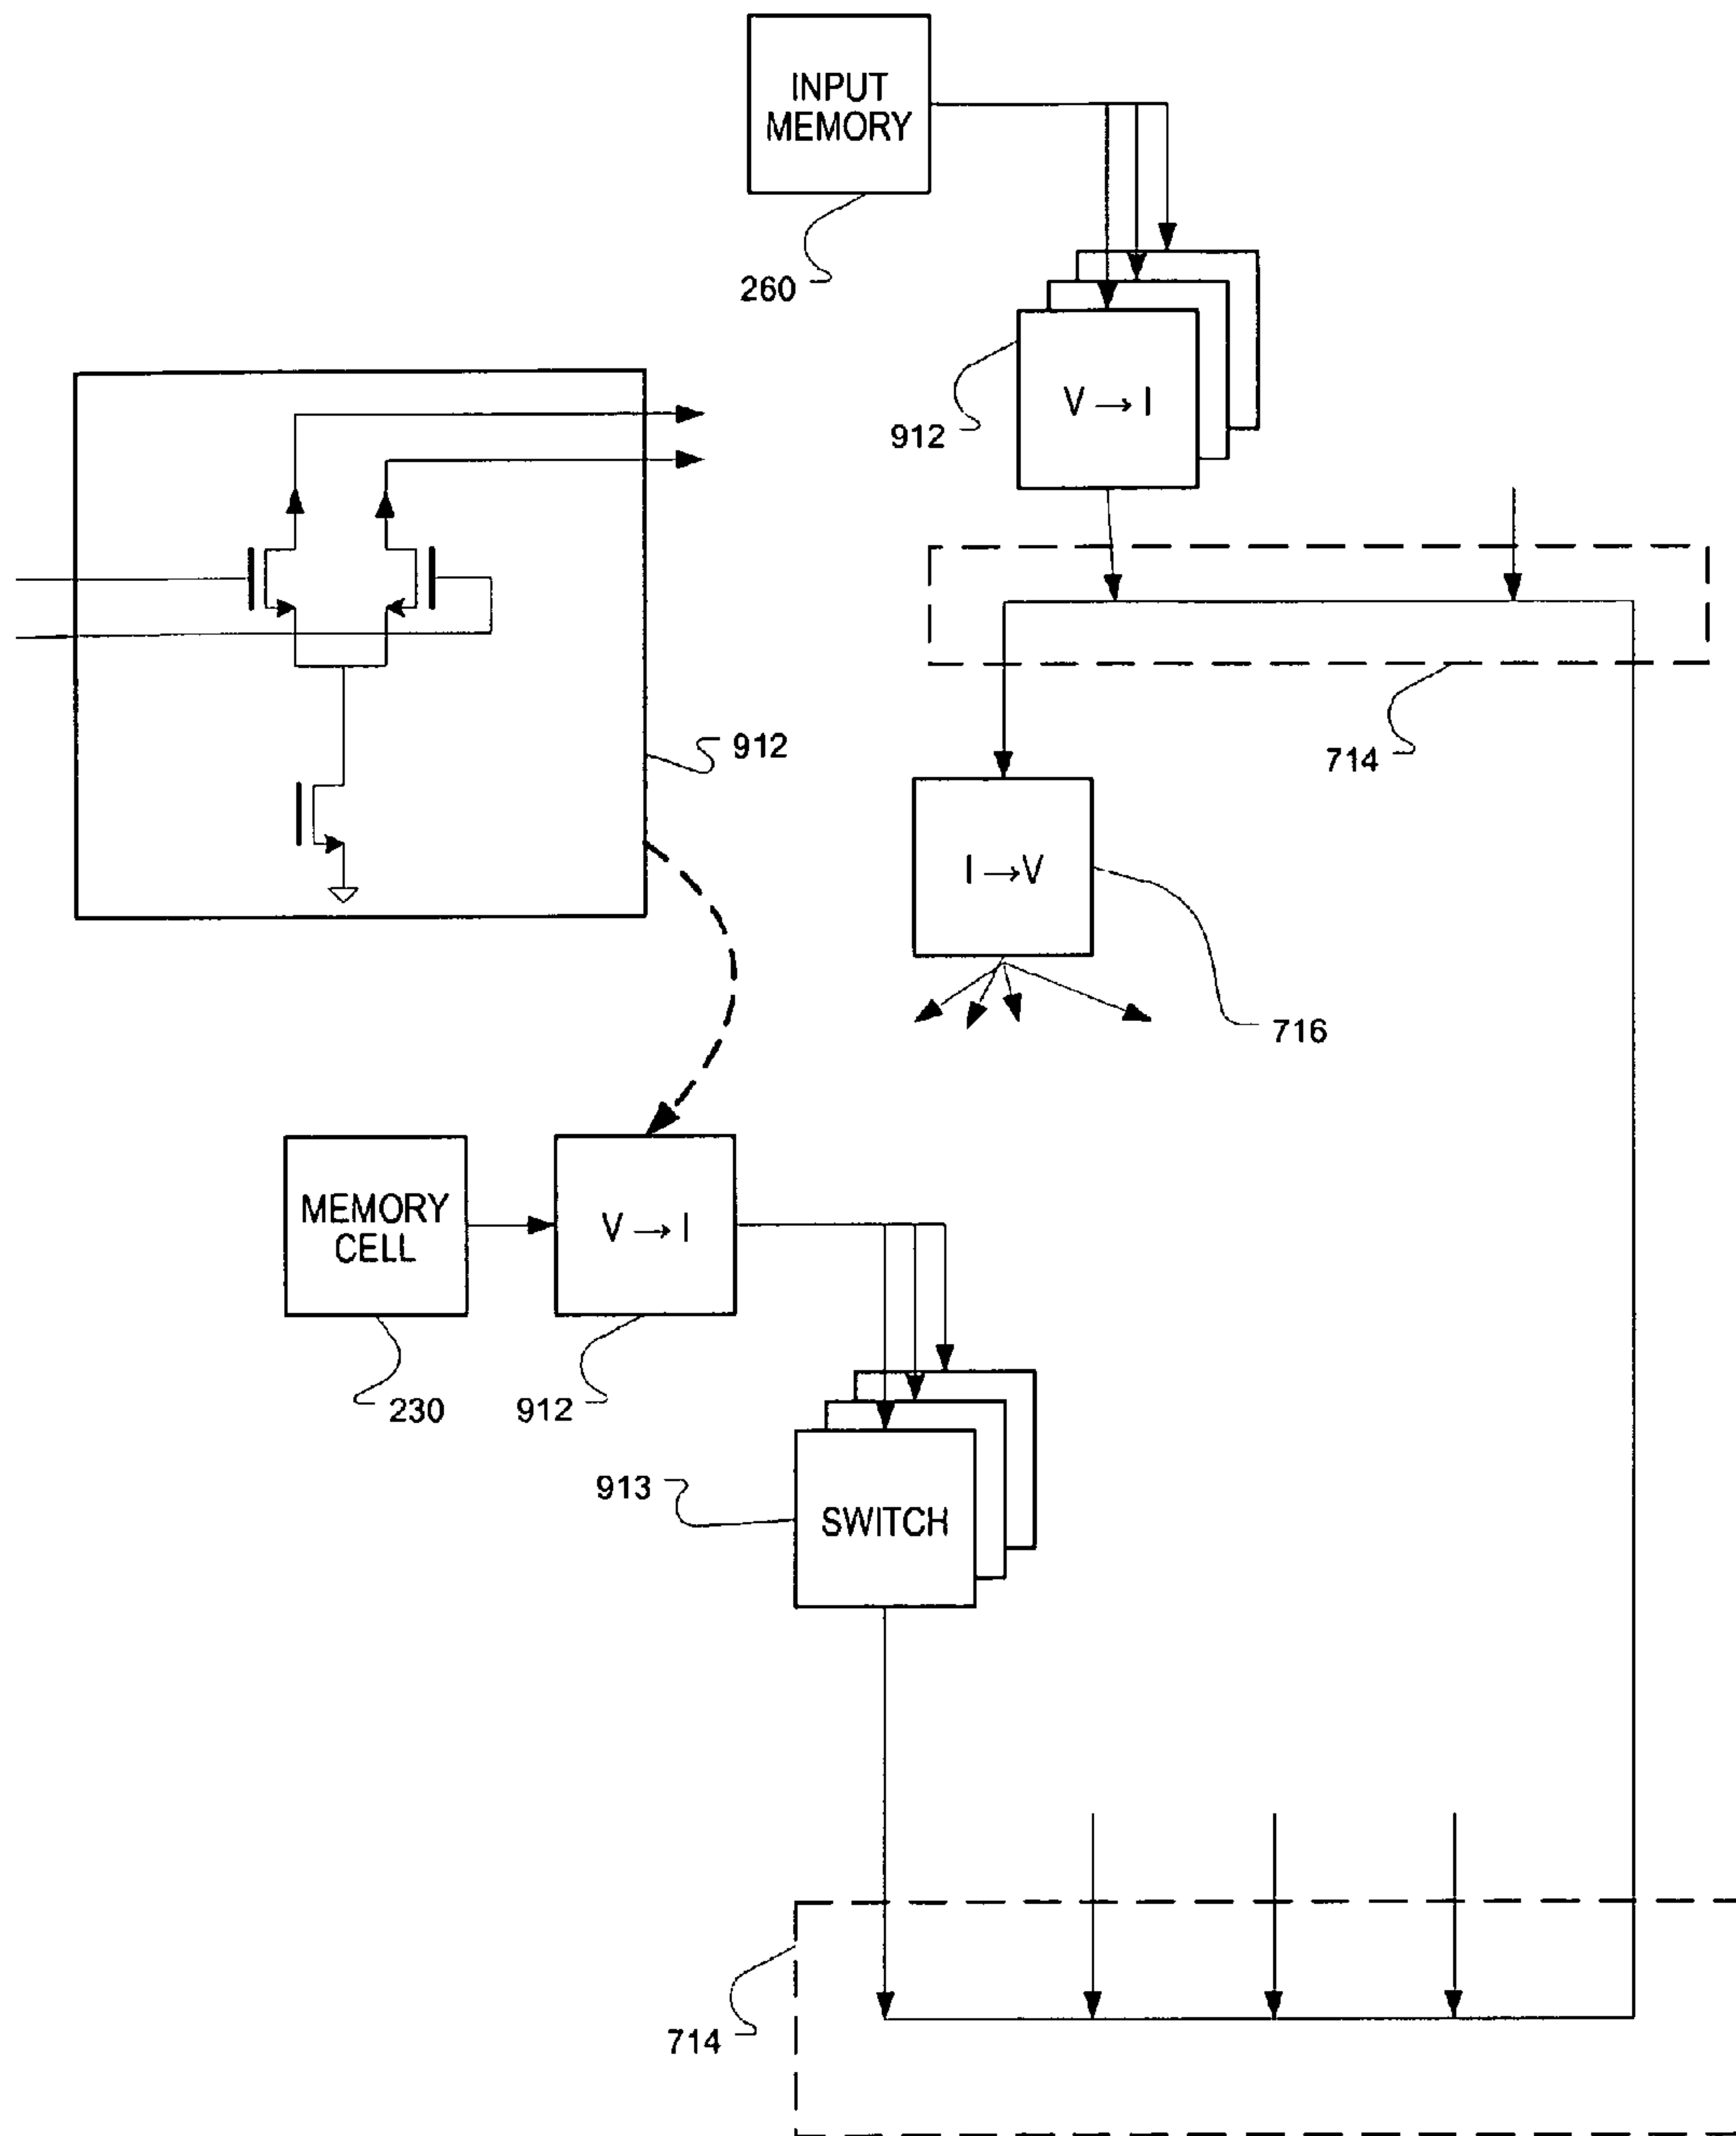 INPUT
MEMORY
260
V → I
912
912
714
I → V
716
MEMORY
CELL
V → I
230
912
913
SWITCH
714